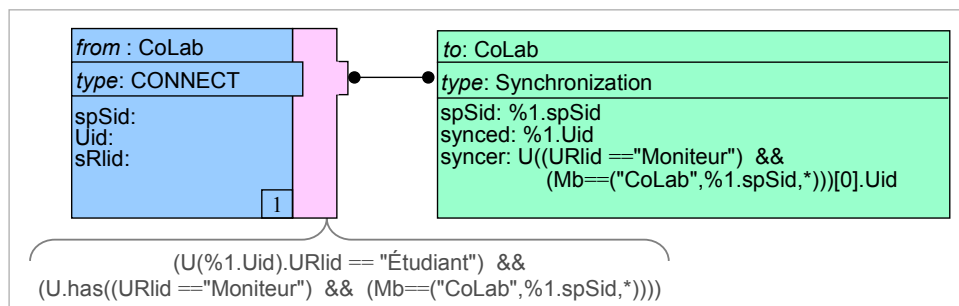 from : CoLab
type: CONNECT
spSid:
Uid:
sRlid:
1
to: CoLab
type: Synchronization
spSid: %1.spSid
synced: %1.Uid
syncer: U((URlid =="Moniteur") &&
(Mb==("CoLab",%1.spSid,*)))[0].Uid
(U(%1.Uid).URlid == "Étudiant") &&
(U.has((URlid =="Moniteur") && (Mb==("CoLab",%1.spSid,*))))